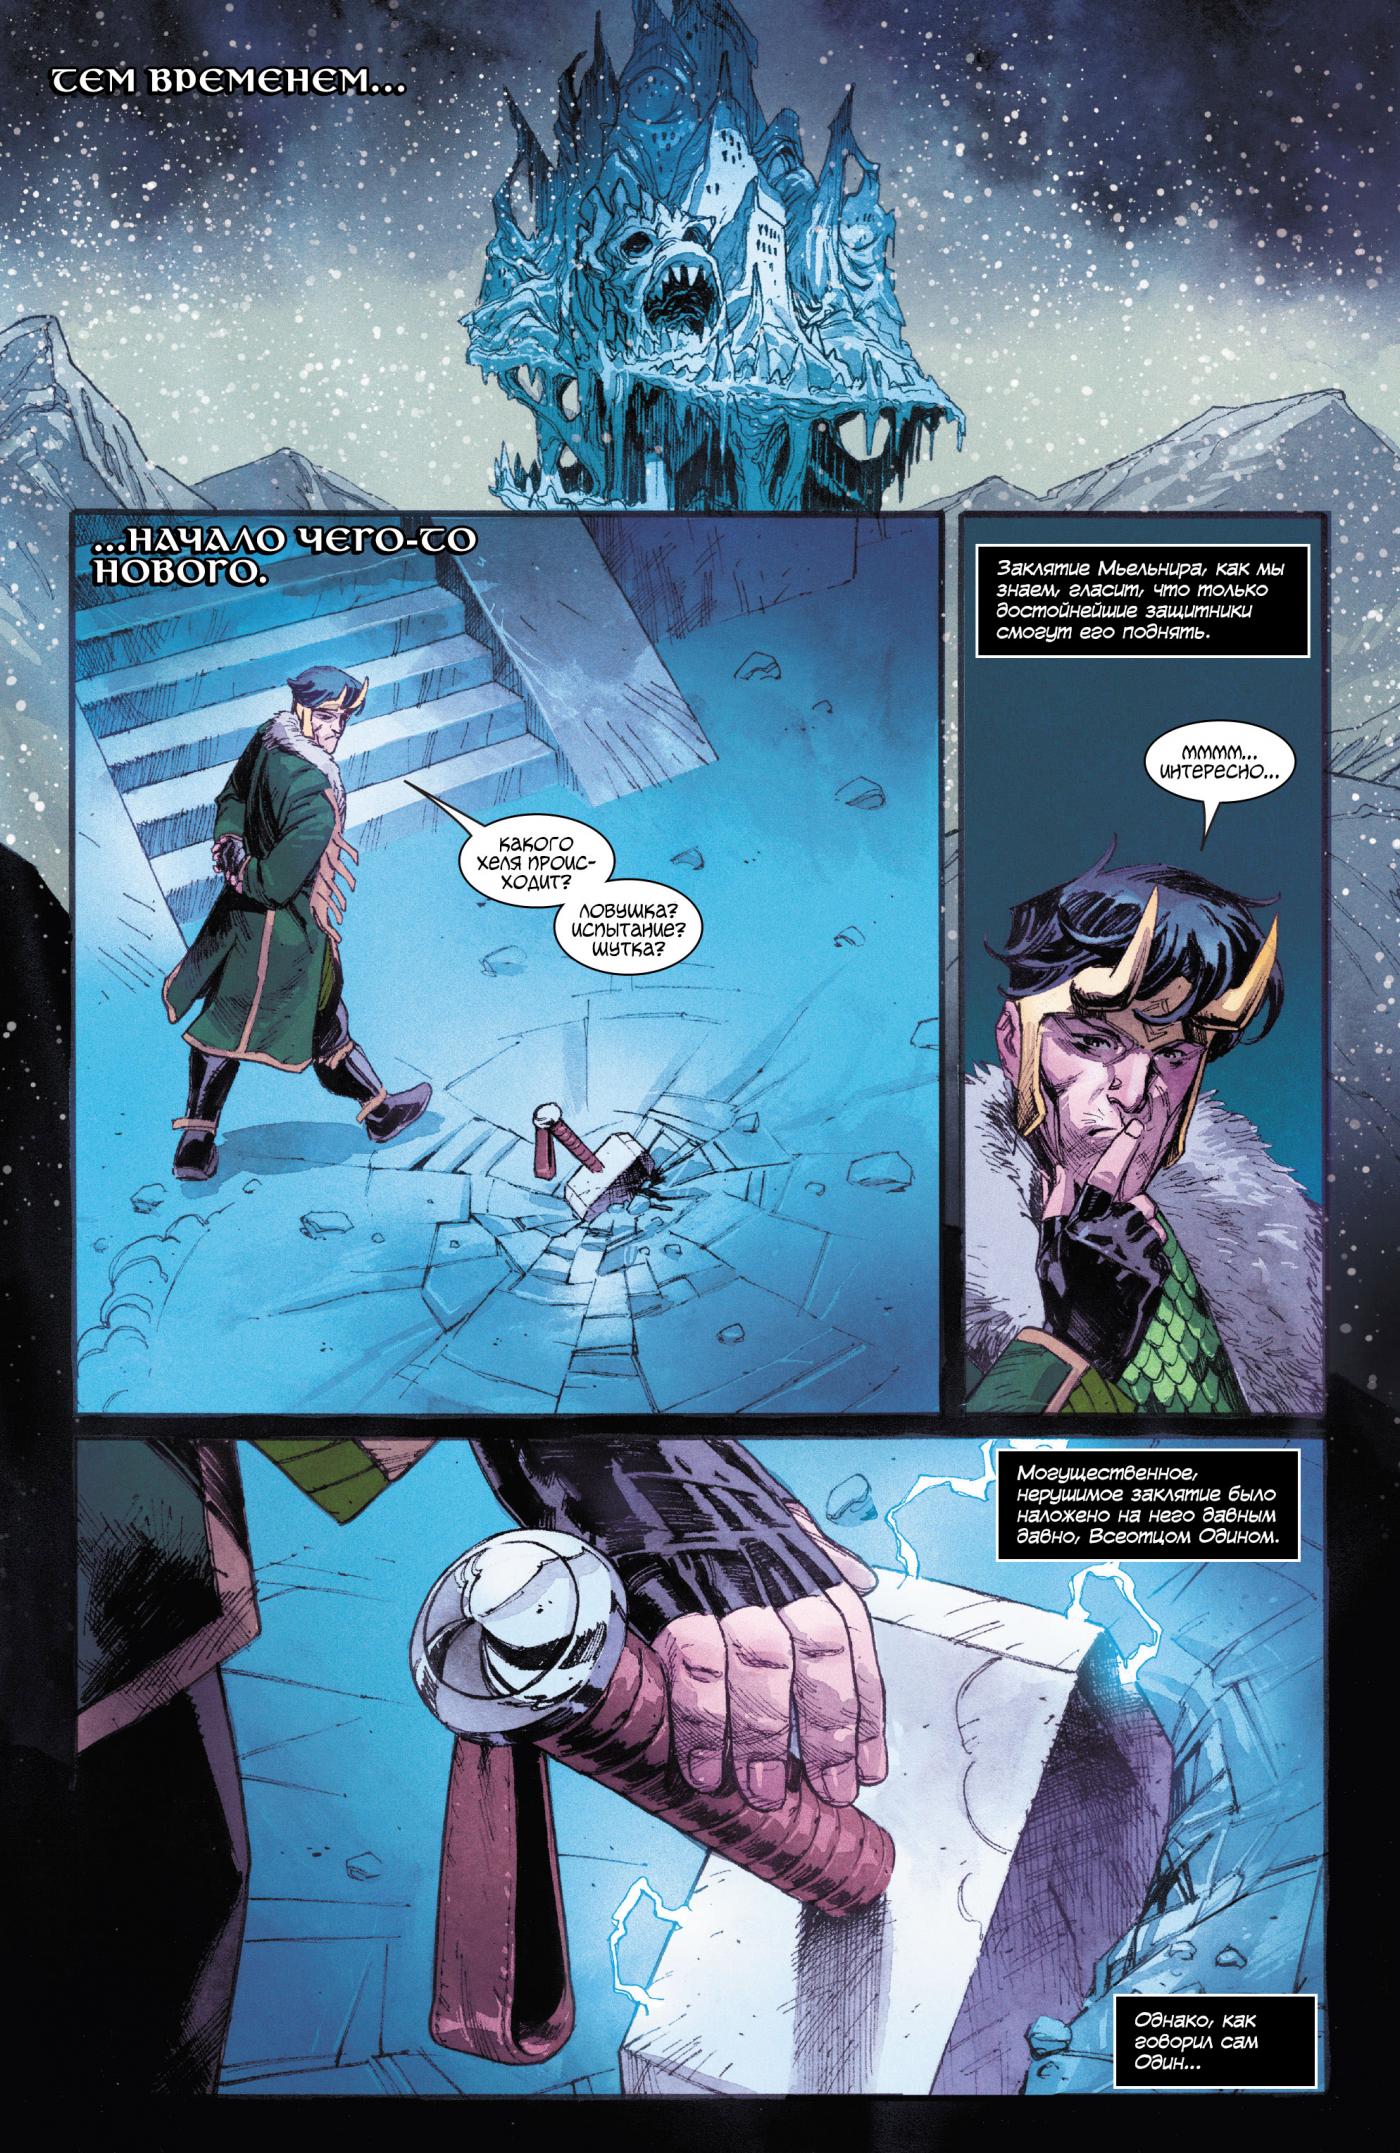 ТЕМ ВРЕМЕНЕМ...
...НАЧАЛО ЧЕГО-ТО
НОВОГО.
КАКОГО
ХЕЛЯ ПРОИС-
ХОДИТ?
ЛОВУШКА?
ИСПЫТАНИЕ?
ШУТКА?
Заклятие Мьельнира, как мы
знаем, гласит, что только
достойнейшие защитники
смогут его поднять.
МММ...
ИНТЕРЕСНО...
Могущественное,
нерушимое заклятие было
наложено на него давным
давно, Всеотцом Одином.
Однако, как
говорил сам
Один...